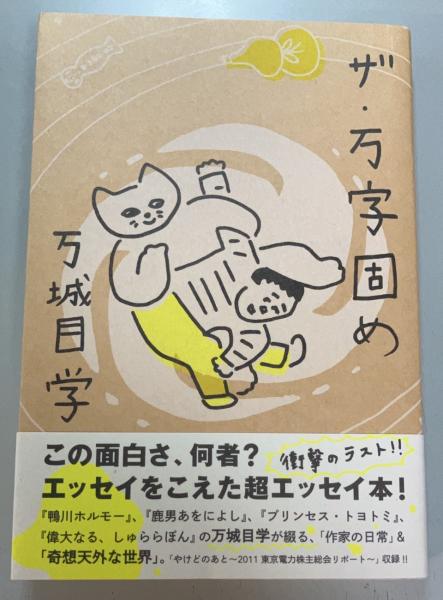 ザ・万字固め
万城目学
この面白さ、何者？
衝撃のラスト!!
エッセイをこえた超エッセイ本！
『鴨川ホルモー』、『鹿男あをによし』、『プリンセス・トヨトミ』、
『偉大なる、しゅららぼん』の万城目学が綴る、「作家の日常」&
「奇想天外な世界」。「やけどのあと〜2011 東京電力株主総会リポート〜」収録!!